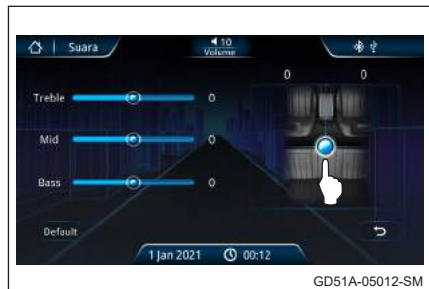 Suara
10
Volume
0 0
Treble 0
Mid 0
Bass 0
Default
1 Jan 2021 00:12
GD51A-05012-SM